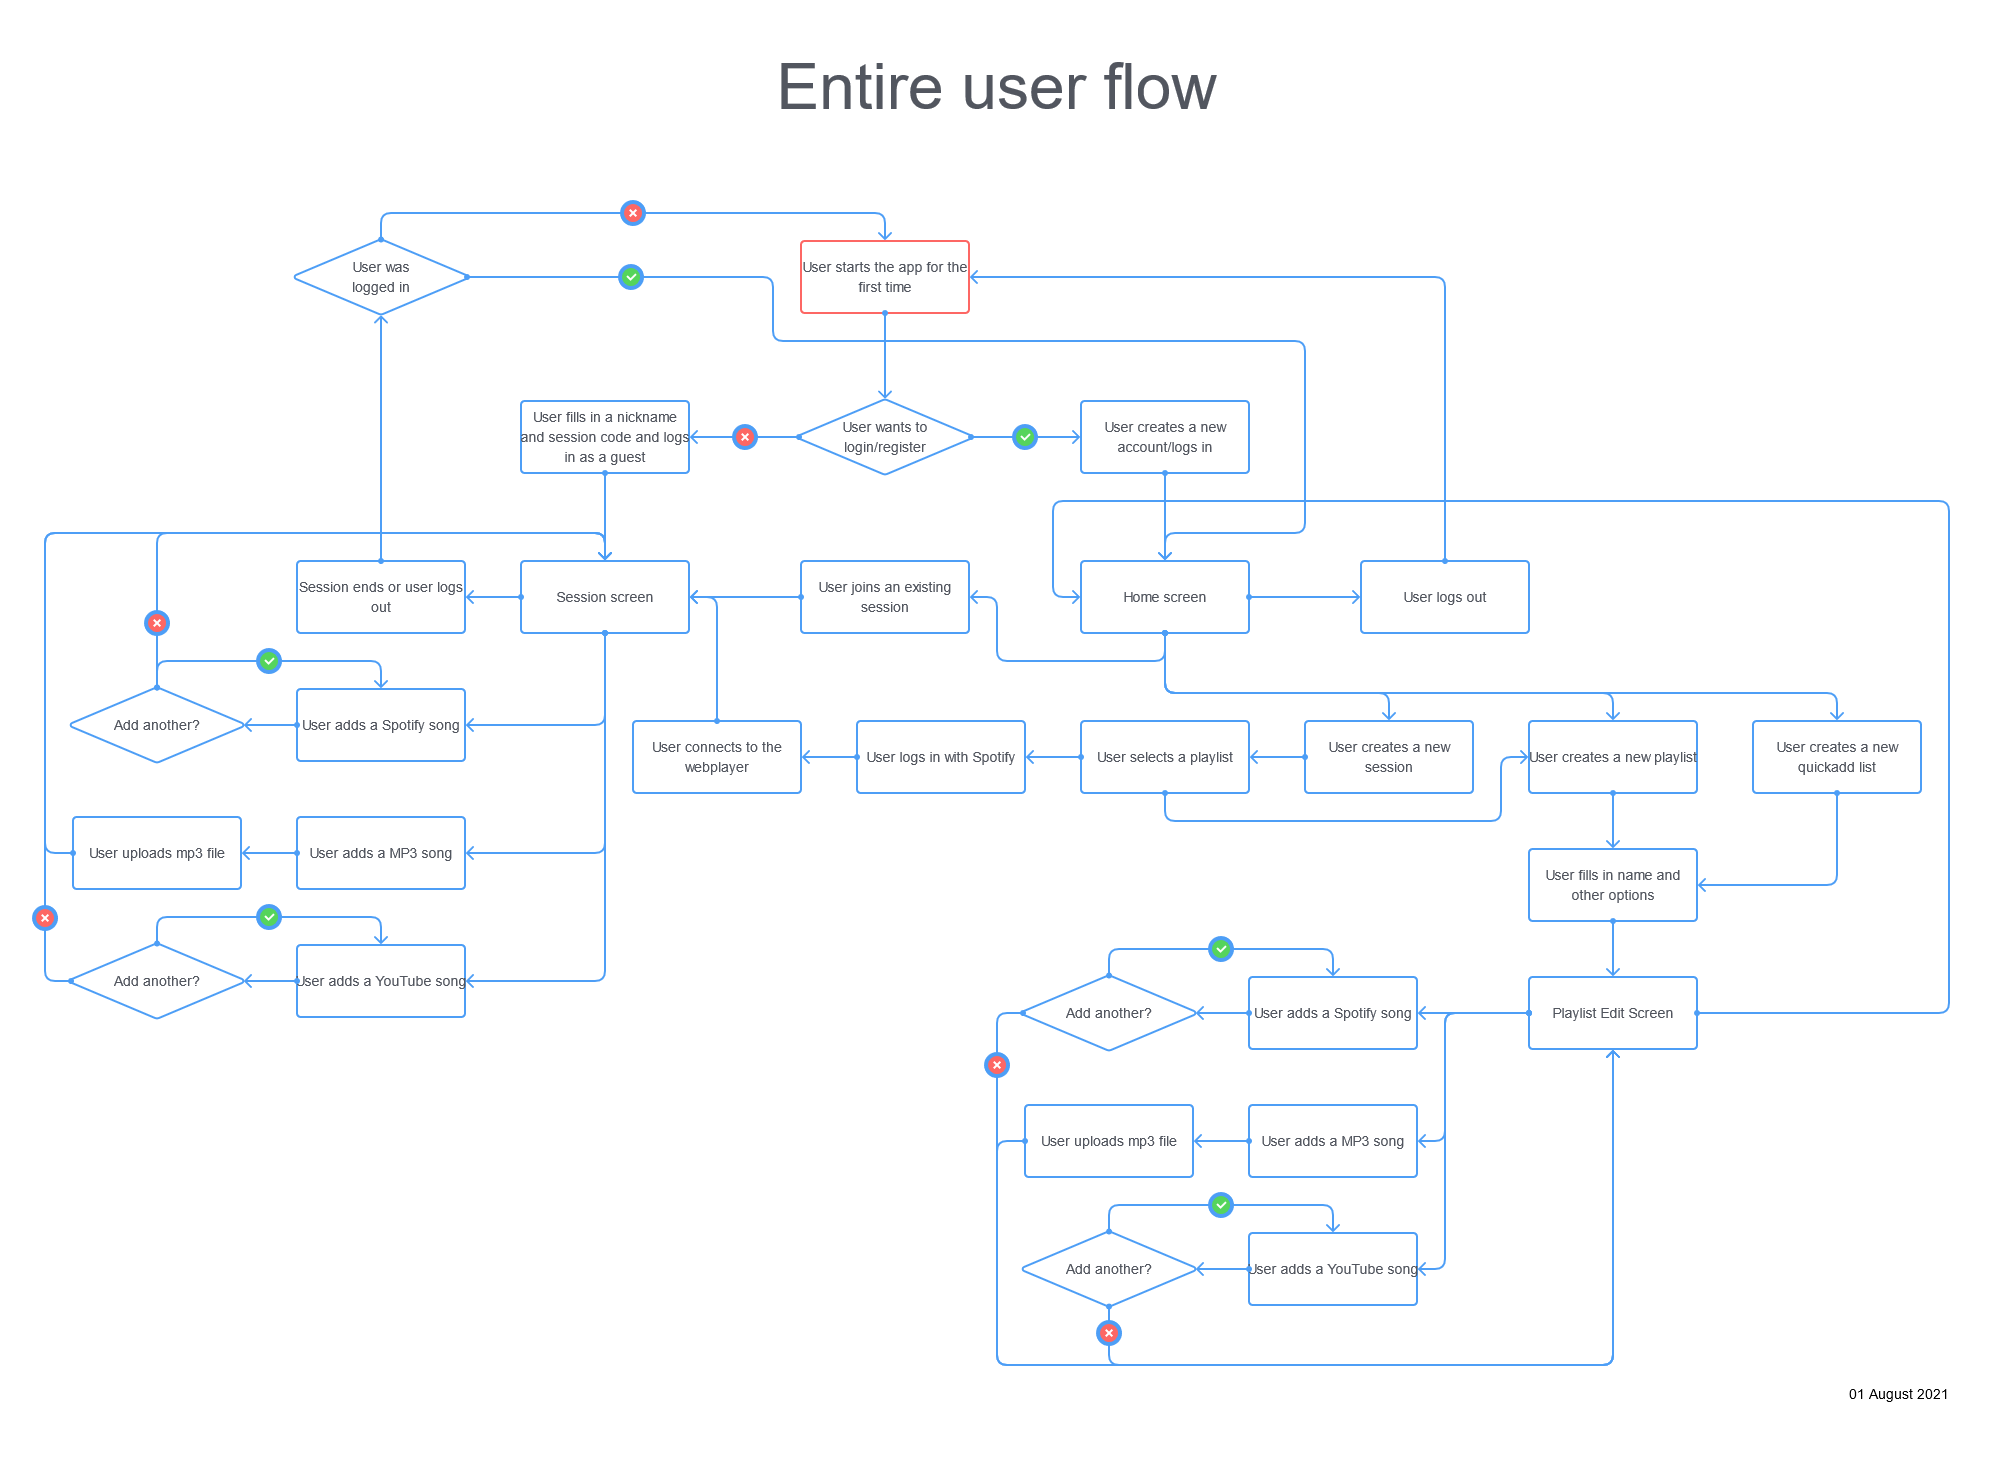 Entire user flow
User was
logged in
User starts the app for the
first time
User fills in a nickname
and session code and logs
in as a guest
User wants to
login/register
User creates a new
account/logs in
Session ends or user logs
out
Session screen
User joins an existing
session
Home screen
User logs out
Add another?
User adds a Spotify song
User connects to the
webplayer
User logs in with Spotify
User selects a playlist
User creates a new
session
User creates a new playlist
User creates a new
quickadd list
User uploads mp3 file
User adds a MP3 song
User fills in name and
other options
Add another?
User adds a YouTube song
Add another?
User adds a Spotify song
Playlist Edit Screen
User uploads mp3 file
User adds a MP3 song
Add another?
User adds a YouTube song
01 August 2021